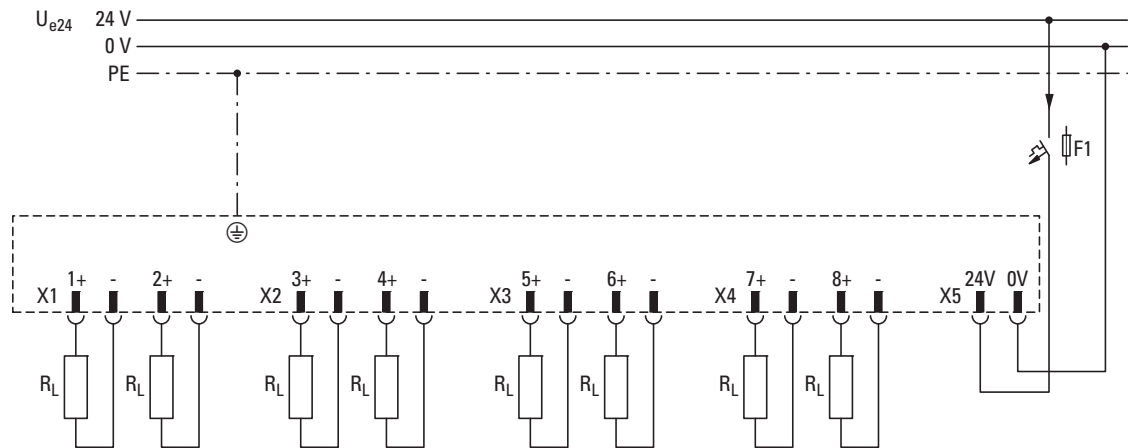 Ue24 24 V
0 V
PE
F1
1+ - 2+ - 3+ - 4+ - 5+ - 6+ - 7+ - 8+ - 24V 0V
X1 X2 X3 X4 X5
RL RL RL RL RL RL RL RL